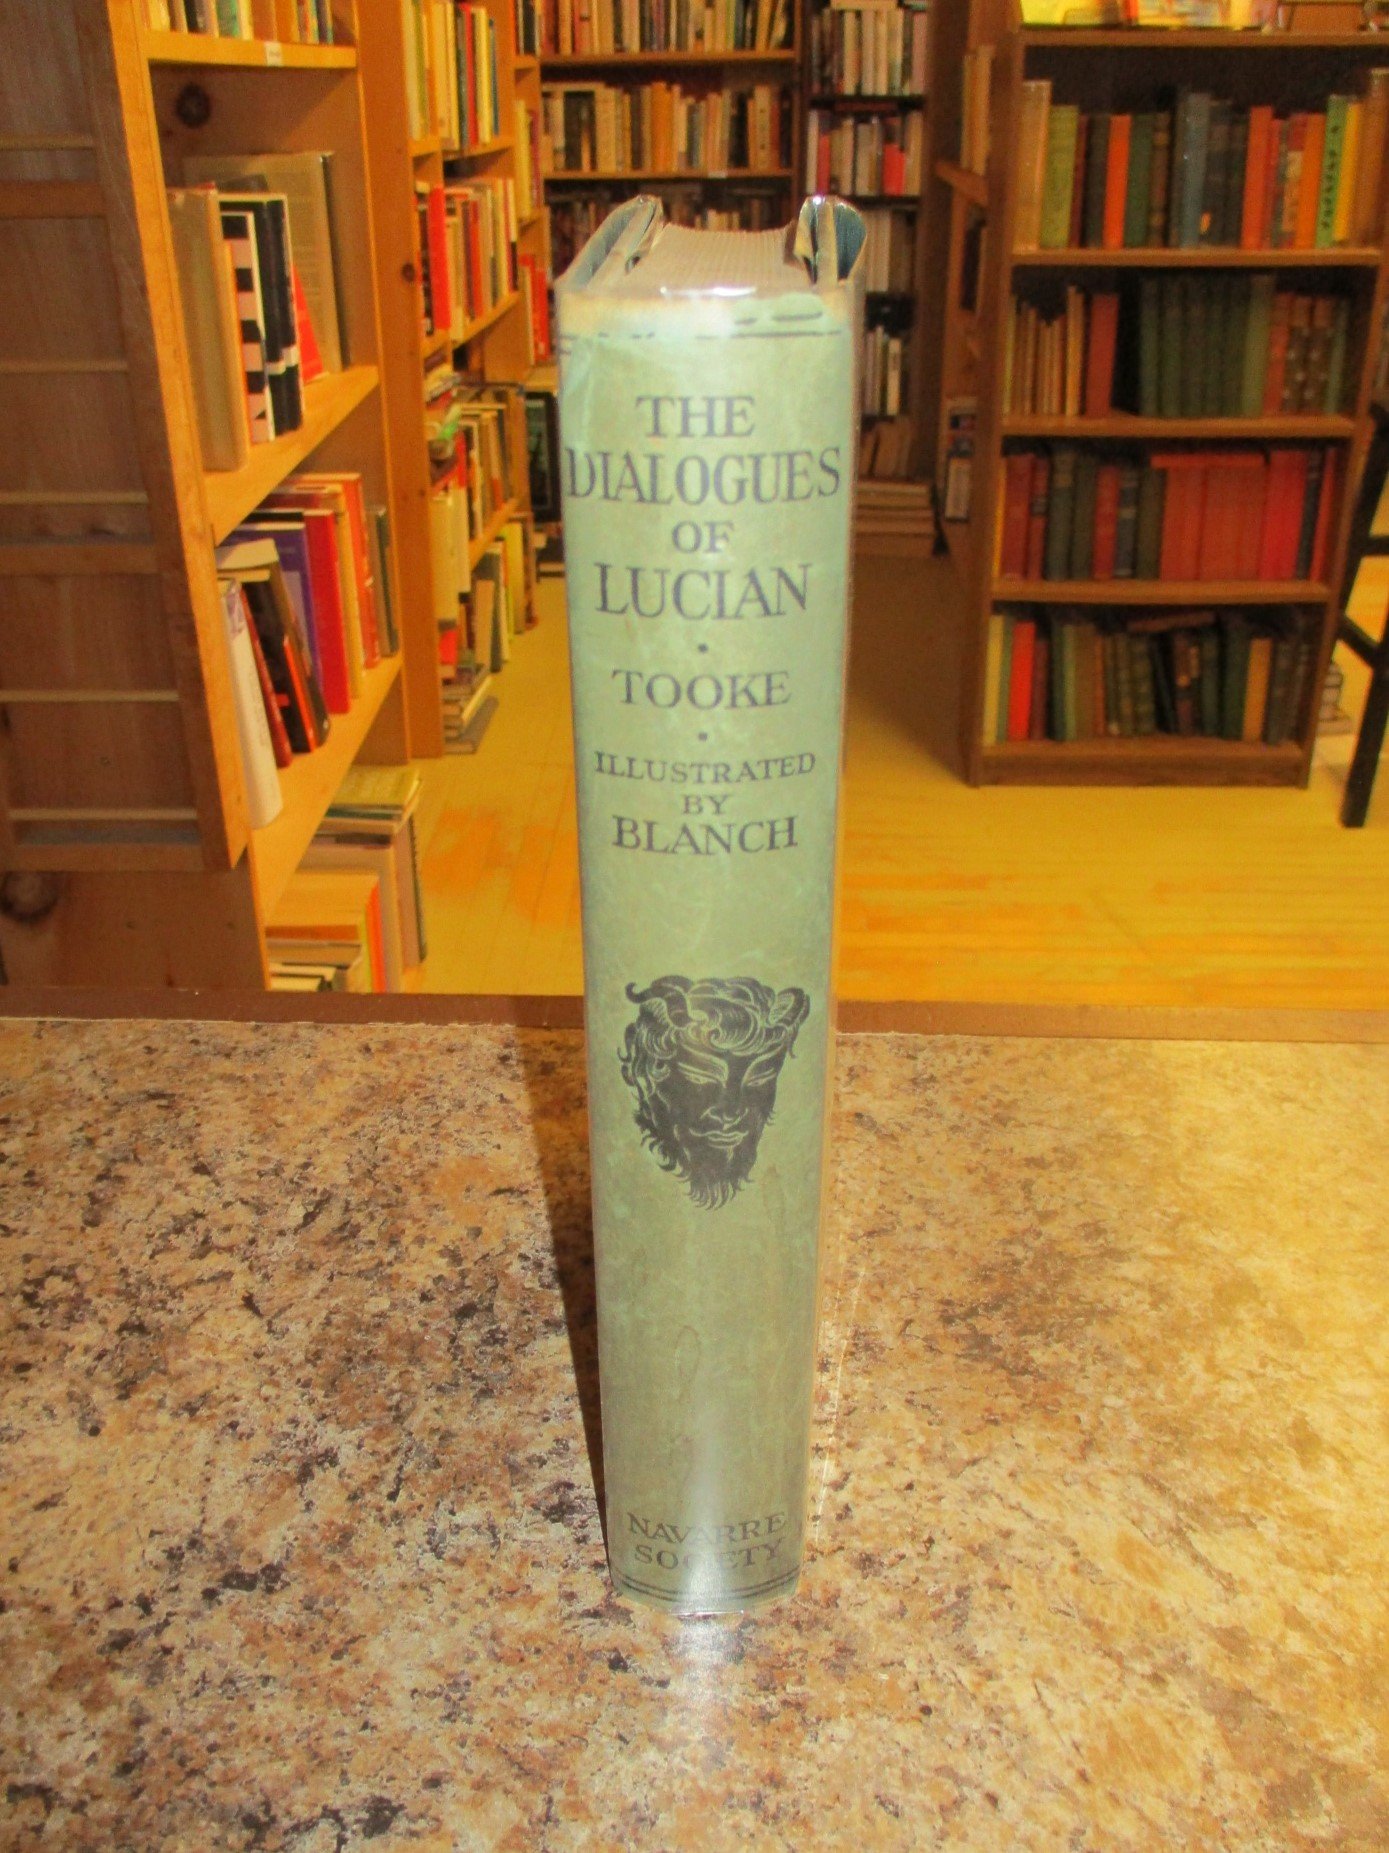 THE
DIALOGUES
OF
LUCIAN
·
TOOKE
·
ILLUSTRATED
BY
BLANCH
NAVARRE
SOCIETY